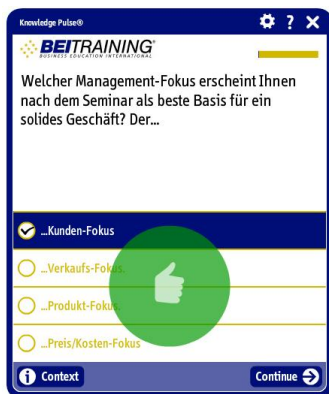 Knowledge Pulse®
?
BEITRAINING®
BUSINESS EDUCATION INTERNATIONAL
Welcher Management-Fokus erscheint Ihnen
nach dem Seminar als beste Basis für ein
solides Geschäft? Der...
...Kunden-Fokus
...Verkaufs-Fokus.
...Produkt-Fokus.
...Preis/Kosten-Fokus
i Context
Continue